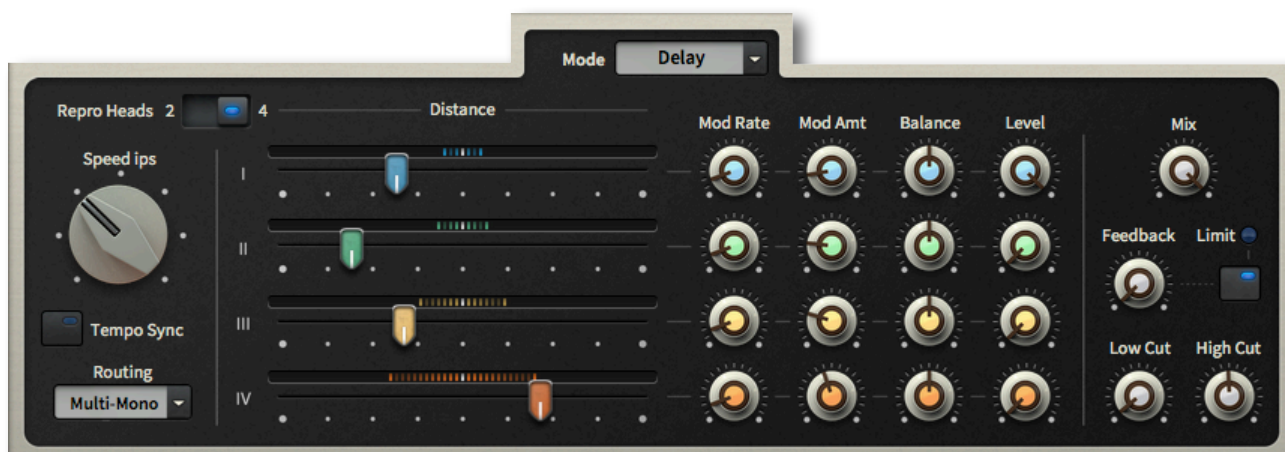 Mode Delay
Repro Heads 2 4 Distance
Mod Rate Mod Amt Balance Level Mix
Speed ips
I
II
Feedback Limit
III
Tempo Sync
Low Cut High Cut
Routing
Multi-Mono
IV